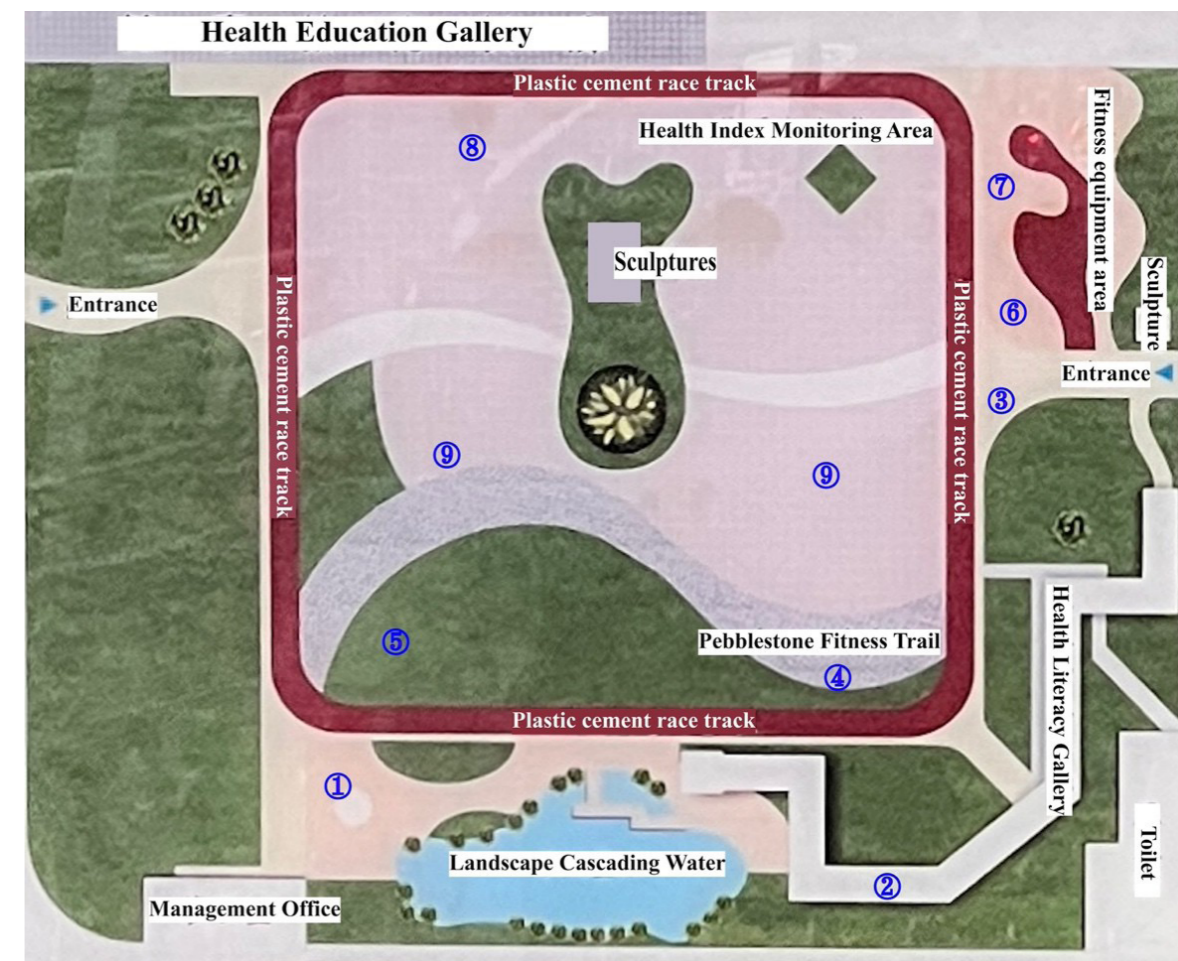 Health Education Gallery
Plastic cement race track
Health Index Monitoring Area
⑧
Fitness equipment area
⑦
Sculptures
Sculpture
Entrance
⑥
Plastic cement race track
Plastic cement race track
Entrance
③
⑨
⑨
⑤
Pebblestone Fitness Trail
④
Health Literacy Gallery
Plastic cement race track
①
Landscape Cascading Water
②
Toilet
Management Office